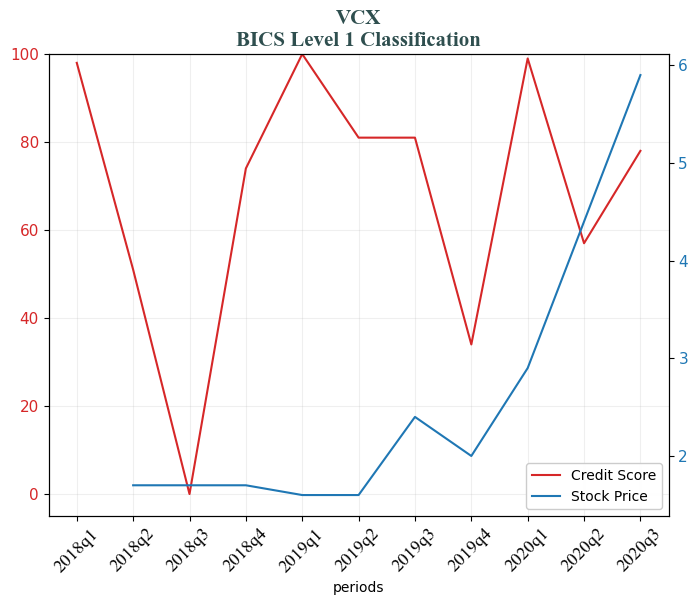 VCX
BICS Level 1 Classification
100
80
60
40
20
0
6
5
4
3
2
Credit Score
Stock Price
2018q1
2018q2
2018q3
2018q4
2019q1
2019q2
2019q3
2019q4
2020q1
2020q2
2020q3
periods